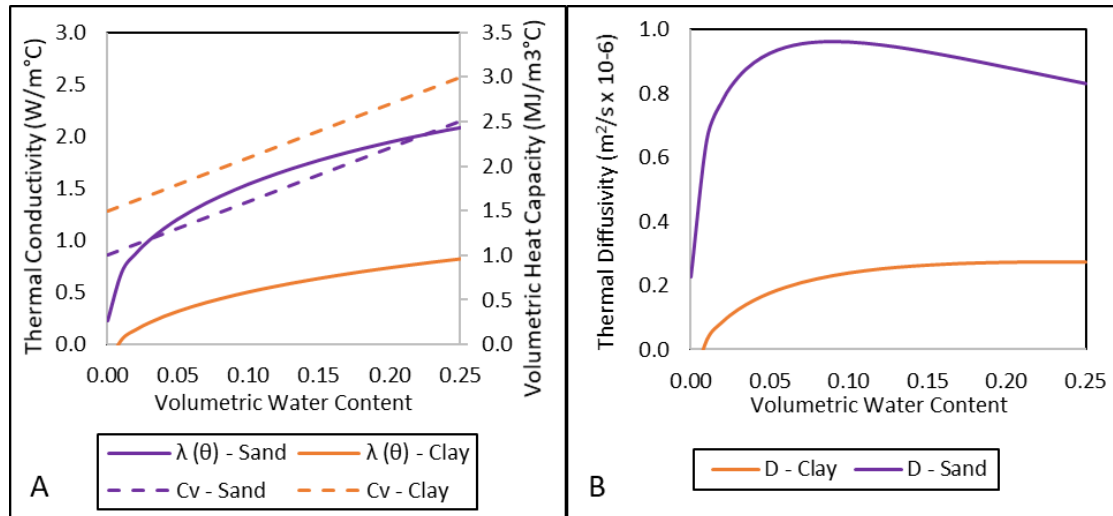 3.0
2.5
2.0
1.5
1.0
0.5
0.0
Thermal Conductivity (W/m°C)
3.5
3.0
2.5
2.0
1.5
1.0
0.5
0.0
Volumetric Heat Capacity (MJ/m3°C)
0.00 0.05 0.10 0.15 0.20 0.25
Volumetric Water Content
λ (θ) - Sand λ (θ) - Clay
Cv - Sand Cv - Clay
A
1.0
0.8
0.6
0.4
0.2
0.0
Thermal Diffusivity (m²/s x 10-6)
0.00 0.05 0.10 0.15 0.20 0.25
Volumetric Water Content
D - Clay D - Sand
B